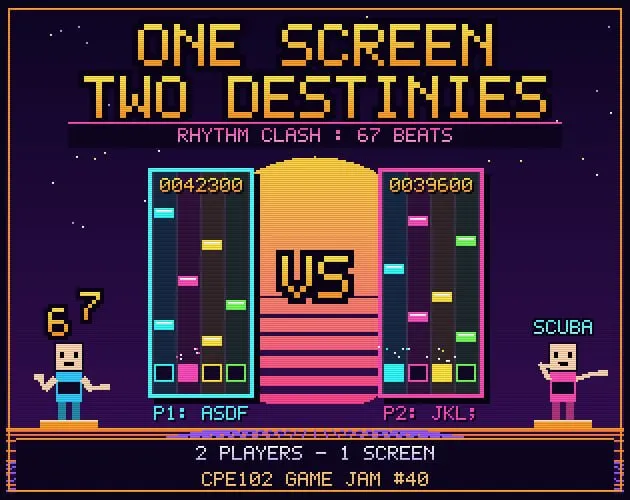 ONE SCREEN
TWO DESTINIES
RHYTHM CLASH : 67 BEATS
0042300
0039600
VS
6 7
SCUBA
P1: ASDF
P2: JKL;
2 PLAYERS - 1 SCREEN
CPE102 GAME JAM #40